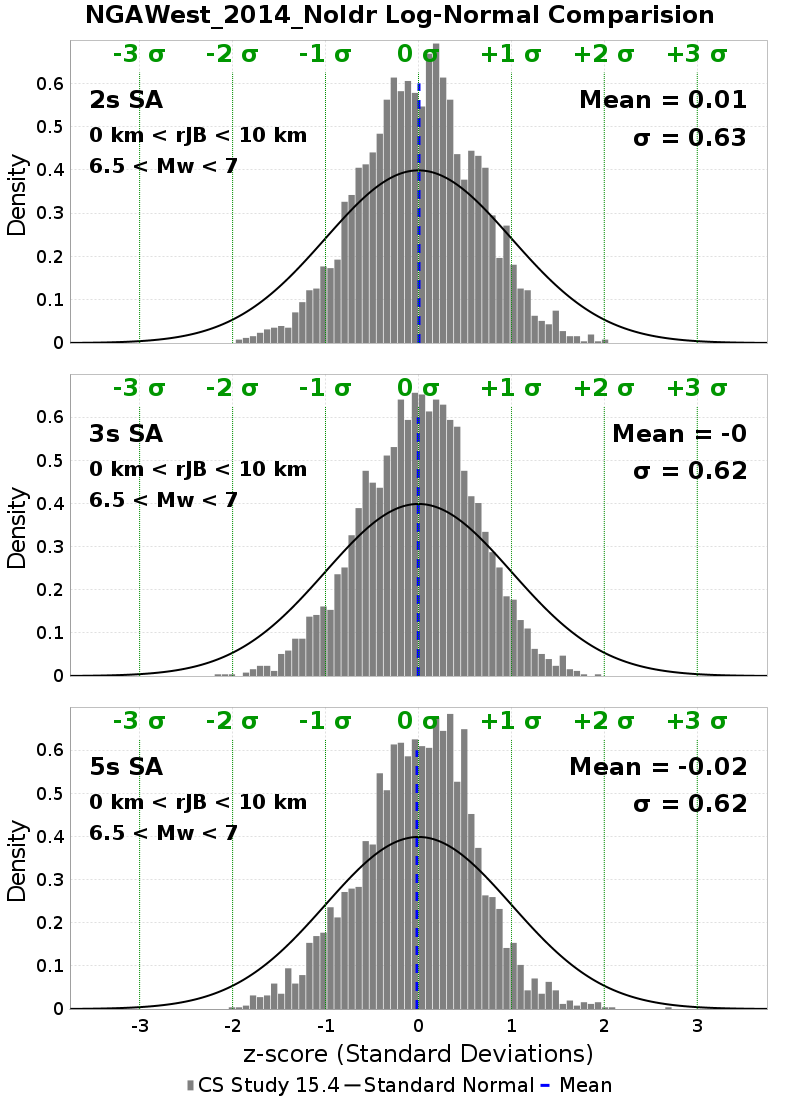 NGAWest_2014_NoIdr Log-Normal Comparision
-3 σ -2 σ -1 σ 0 σ +1 σ +2 σ +3 σ
2s SA
0 km < rJB < 10 km
6.5 < Mw < 7
Mean = 0.01
σ = 0.63
Density
0.6
0.5
0.4
0.3
0.2
0.1
0
-3 σ -2 σ -1 σ 0 σ +1 σ +2 σ +3 σ
3s SA
0 km < rJB < 10 km
6.5 < Mw < 7
Mean = -0
σ = 0.62
Density
0.6
0.5
0.4
0.3
0.2
0.1
0
-3 σ -2 σ -1 σ 0 σ +1 σ +2 σ +3 σ
5s SA
0 km < rJB < 10 km
6.5 < Mw < 7
Mean = -0.02
σ = 0.62
Density
0.6
0.5
0.4
0.3
0.2
0.1
0
-3 -2 -1 0 1 2 3
z-score (Standard Deviations)
CS Study 15.4 Standard Normal Mean